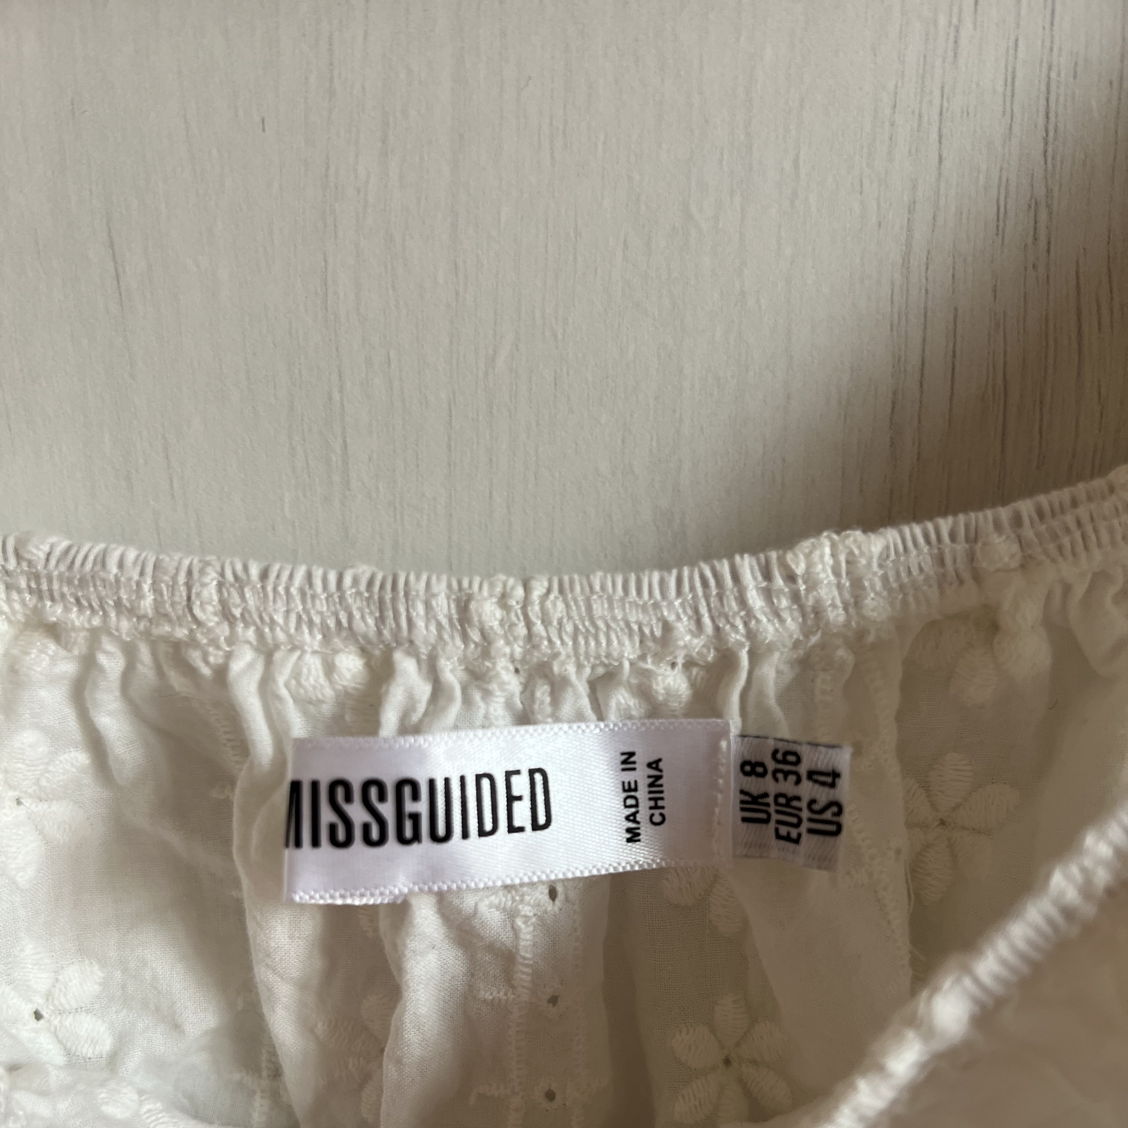 MISSGUIDED
MADE IN
CHINA
UK 8
EUR 36
US 4